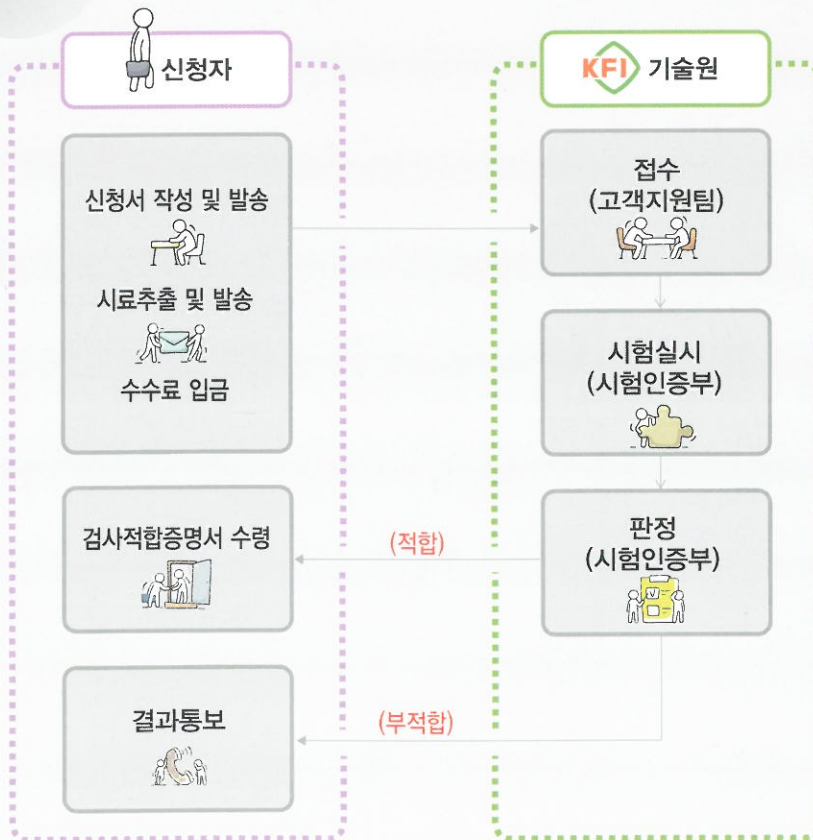 신청자
KFI 기술원
신청서 작성 및 발송
시료추출 및 발송
수수료 입금
접수
(고객지원팀)
시험실시
(시험인증부)
판정
(시험인증부)
(적합)
검사적합증명서 수령
(부적합)
결과통보